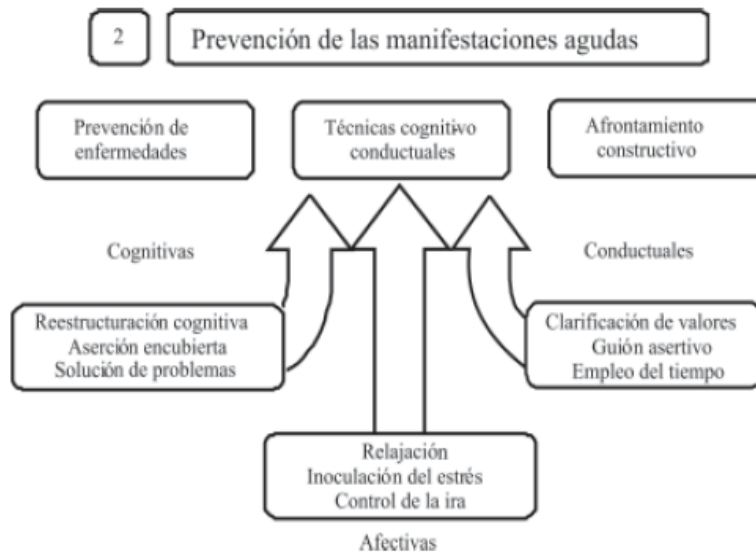 2
Prevención de las manifestaciones agudas
Prevención de
enfermedades
Técnicas cognitivo
conductuales
Afrontamiento
constructivo
Cognitivas
Conductuales
Reestructuración cognitiva
Aserción encubierta
Solución de problemas
Clarificación de valores
Guión asertivo
Empleo del tiempo
Relajación
Inoculación del estrés
Control de la ira
Afectivas